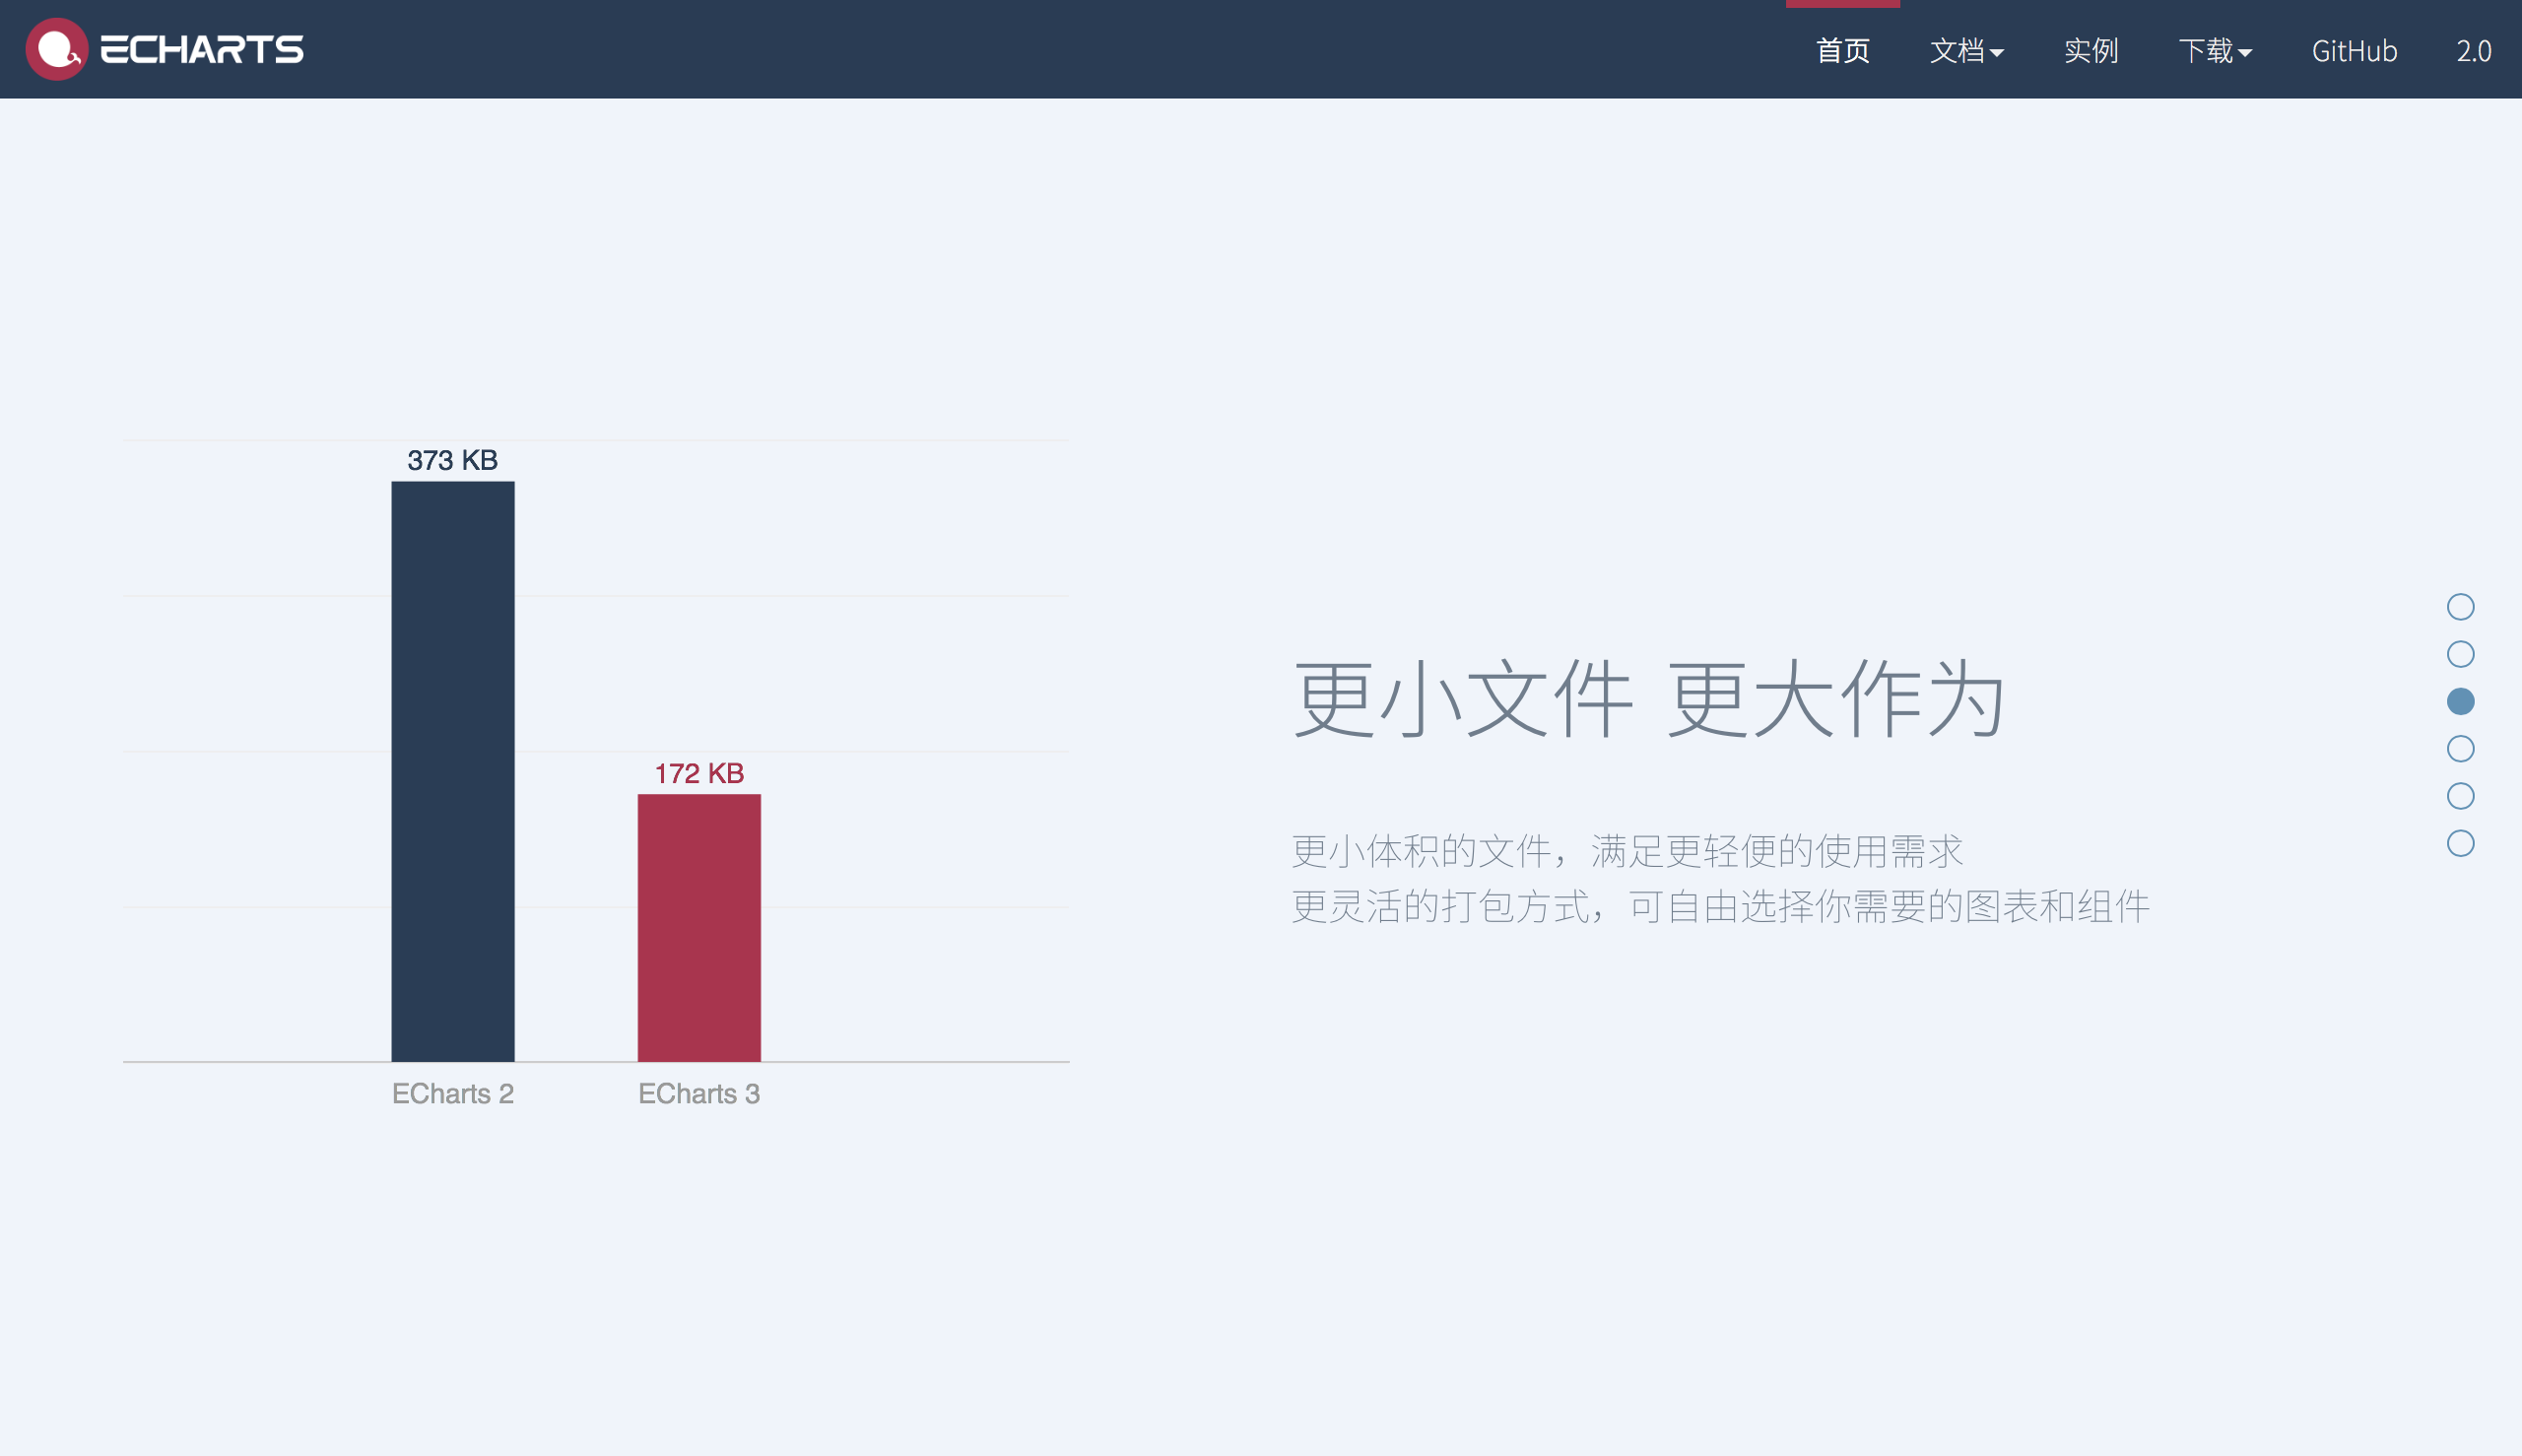 ECHARTS
首页 文档 实例 下载 GitHub 2.0
373 KB
172 KB
ECharts 2 ECharts 3
更小文件 更大作为
更小体积的文件，满足更轻便的使用需求
更灵活的打包方式，可自由选择你需要的图表和组件